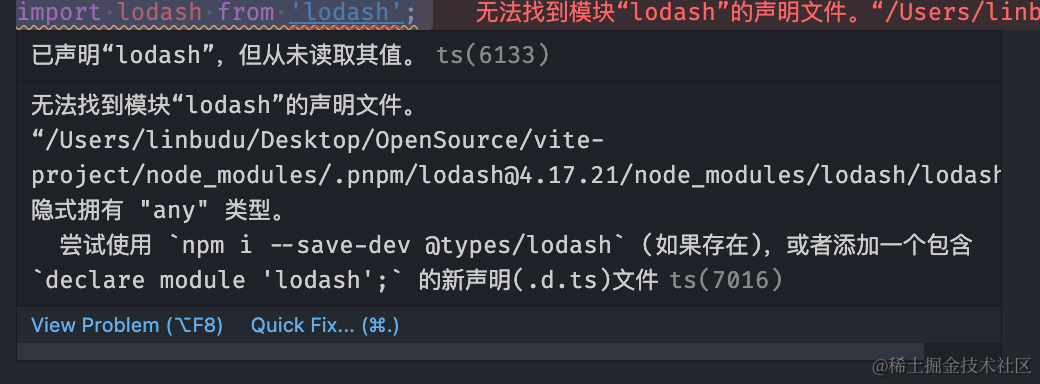 import lodash from 'lodash';
无法找到模块“lodash”的声明文件。“/Users/linb
已声明“lodash”，但从未读取其值。 ts(6133)
无法找到模块“lodash”的声明文件。
“/Users/linbudu/Desktop/OpenSource/vite-
project/node_modules/.pnpm/lodash@4.17.21/node_modules/lodash/lodash
隐式拥有 "any" 类型。
尝试使用 `npm i --save-dev @types/lodash` (如果存在)，或者添加一个包含
`declare module 'lodash';` 的新声明(.d.ts)文件 ts(7016)
View Problem (⌥F8) Quick Fix... (⌘.)
@稀土掘金技术社区